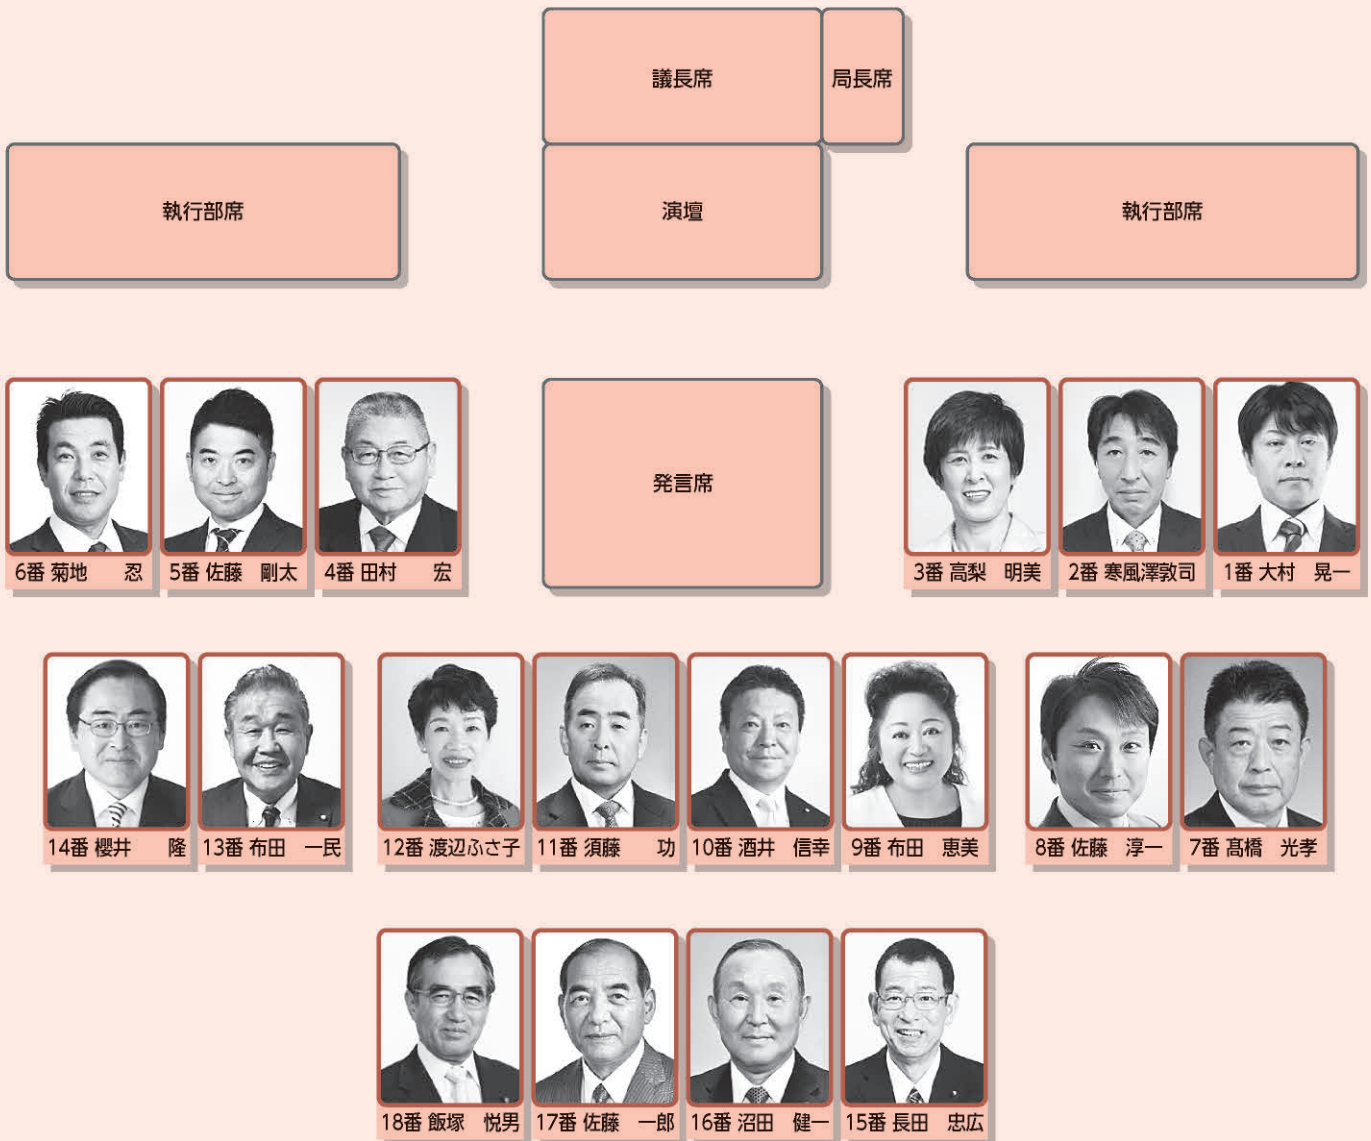 議長席
局長席
執行部席
演壇
執行部席
発言席
6番 菊地　　忍
5番 佐藤　剛太
4番 田村　　宏
3番 高梨　明美
2番 寒風澤敦司
1番 大村　晃一
14番 櫻井　　隆
13番 布田　一民
12番 渡辺ふさ子
11番 須藤　　功
10番 酒井　信幸
9番 布田　恵美
8番 佐藤　淳一
7番 髙橋　光孝
18番 飯塚　悦男
17番 佐藤　一郎
16番 沼田　健一
15番 長田　忠広